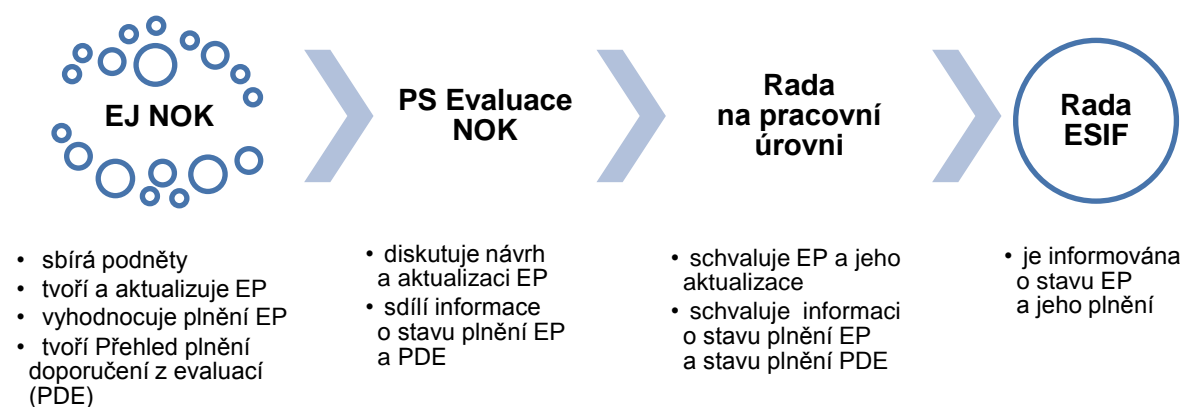 EJ NOK
PS Evaluace
NOK
Rada
na pracovní
úrovni
Rada
ESIF
• sbírá podněty
• tvoří a aktualizuje EP
• vyhodnocuje plnění EP
• tvoří Přehled plnění
doporučení z evaluací
(PDE)
• diskutuje návrh
a aktualizaci EP
• sdílí informace
o stavu plnění EP
a PDE
• schvaluje EP a jeho
aktualizace
• schvaluje informaci
o stavu plnění EP
a stavu plnění PDE
• je informována
o stavu EP
a jeho plnění